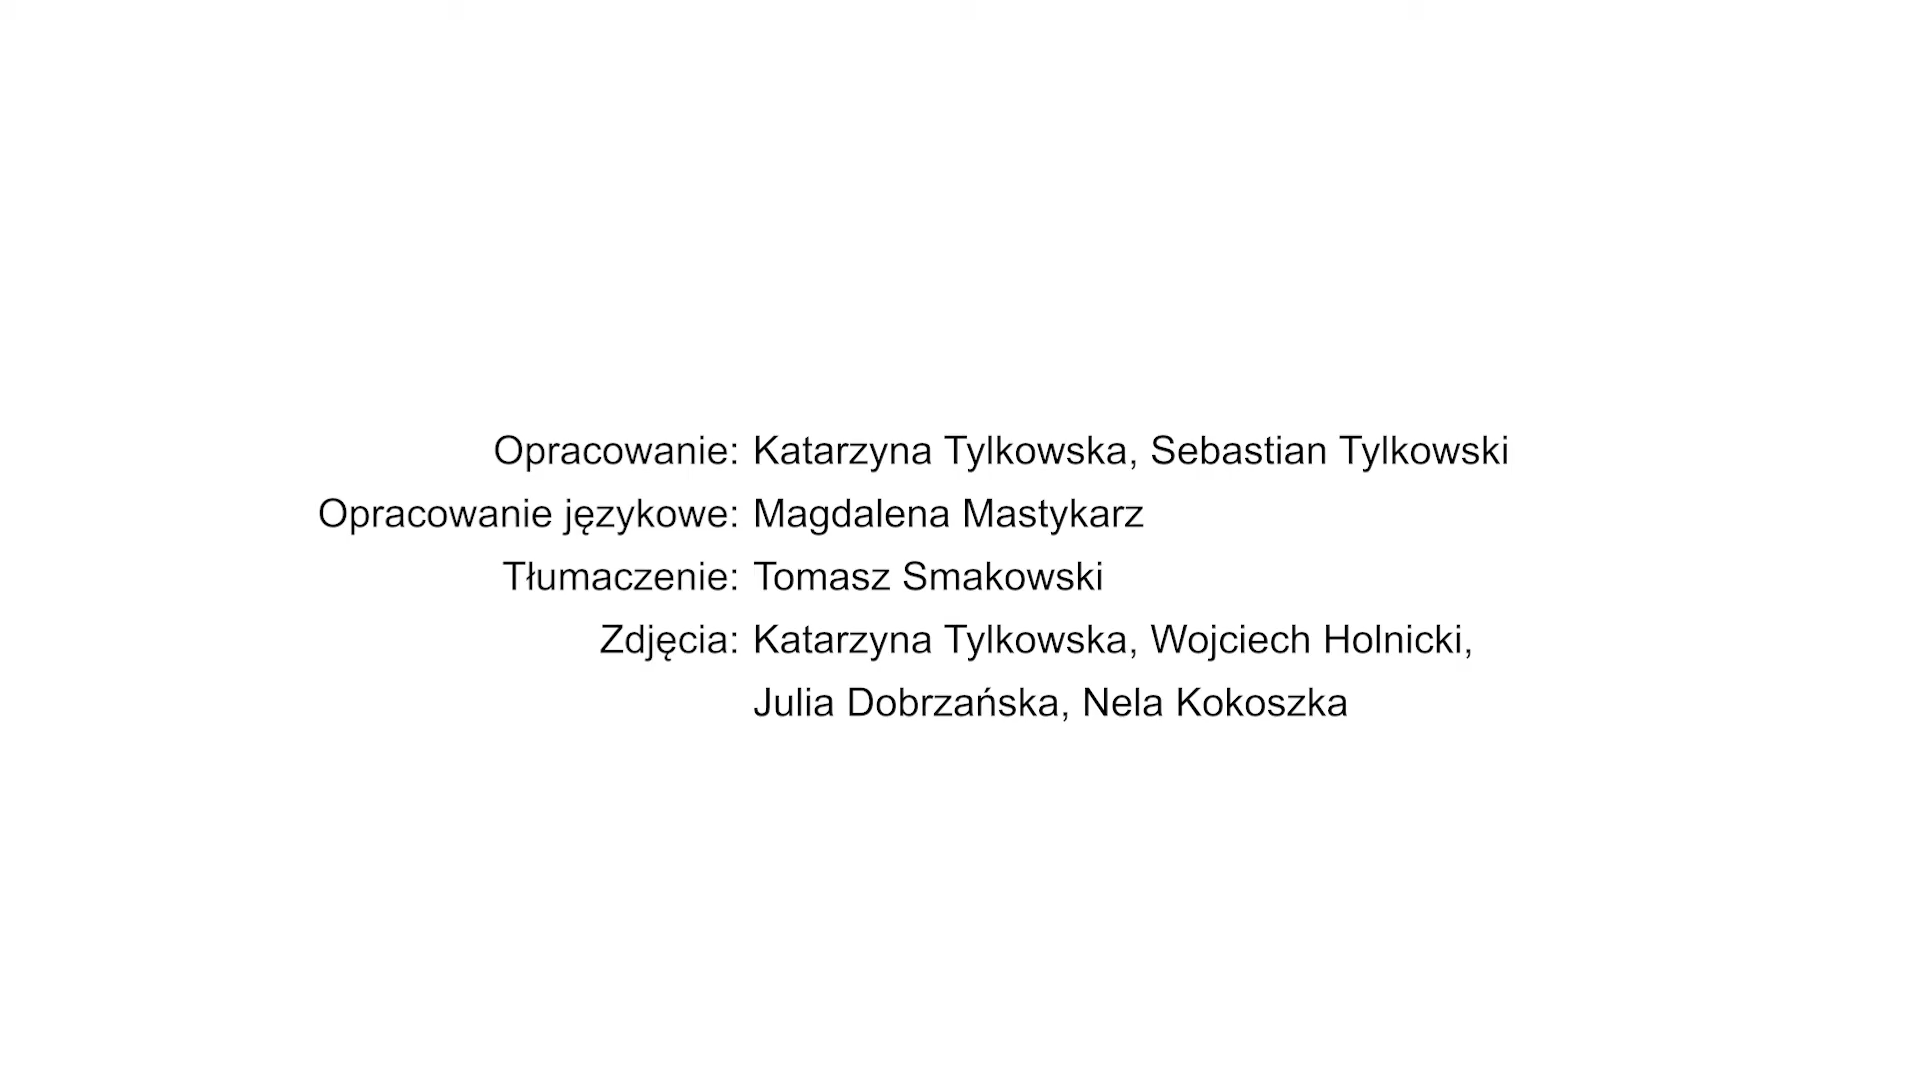 Opracowanie: Katarzyna Tylkowska, Sebastian Tylkowski
Opracowanie językowe: Magdalena Mastykarz
Tłumaczenie: Tomasz Smakowski
Zdjęcia: Katarzyna Tylkowska, Wojciech Holnicki,
Julia Dobrzańska, Nela Kokoszka